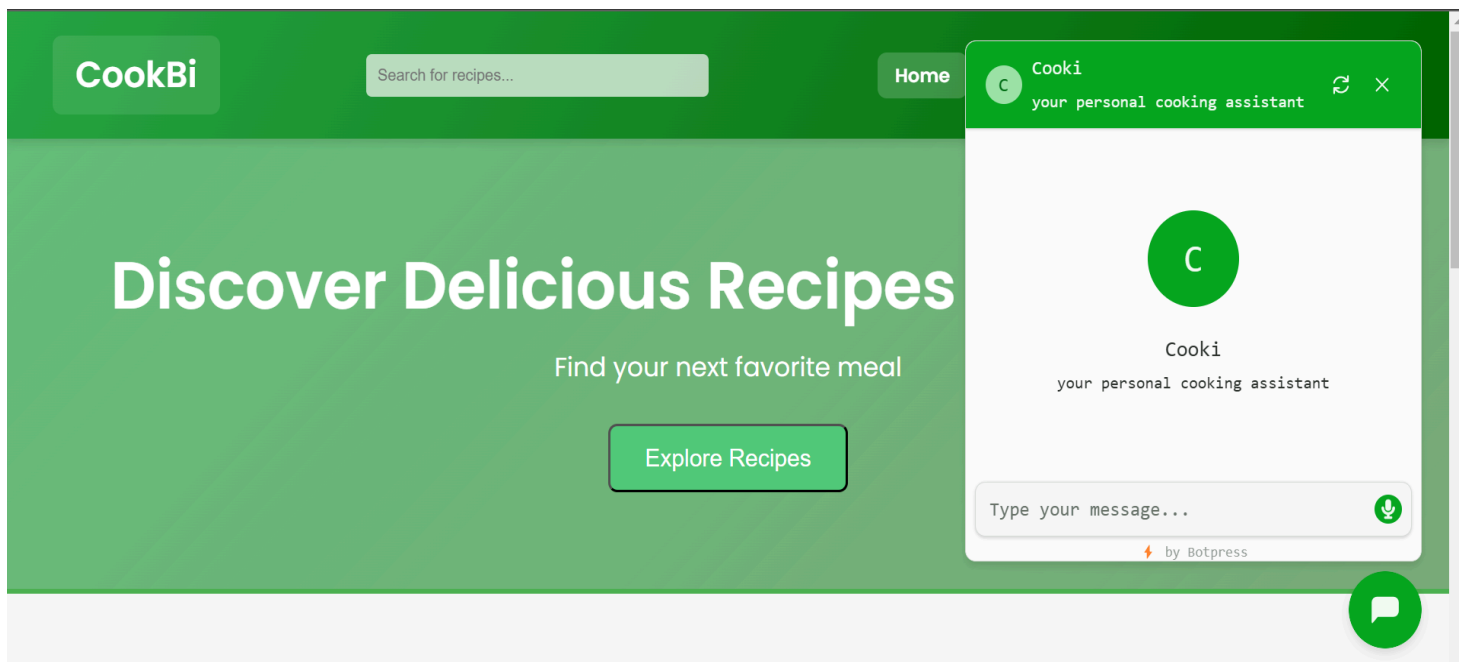 CookBi
Search for recipes...
Home
Discover Delicious Recipes
Find your next favorite meal
Explore Recipes
C
Cooki
your personal cooking assistant
C
Cooki
your personal cooking assistant
Type your message...
by Botpress